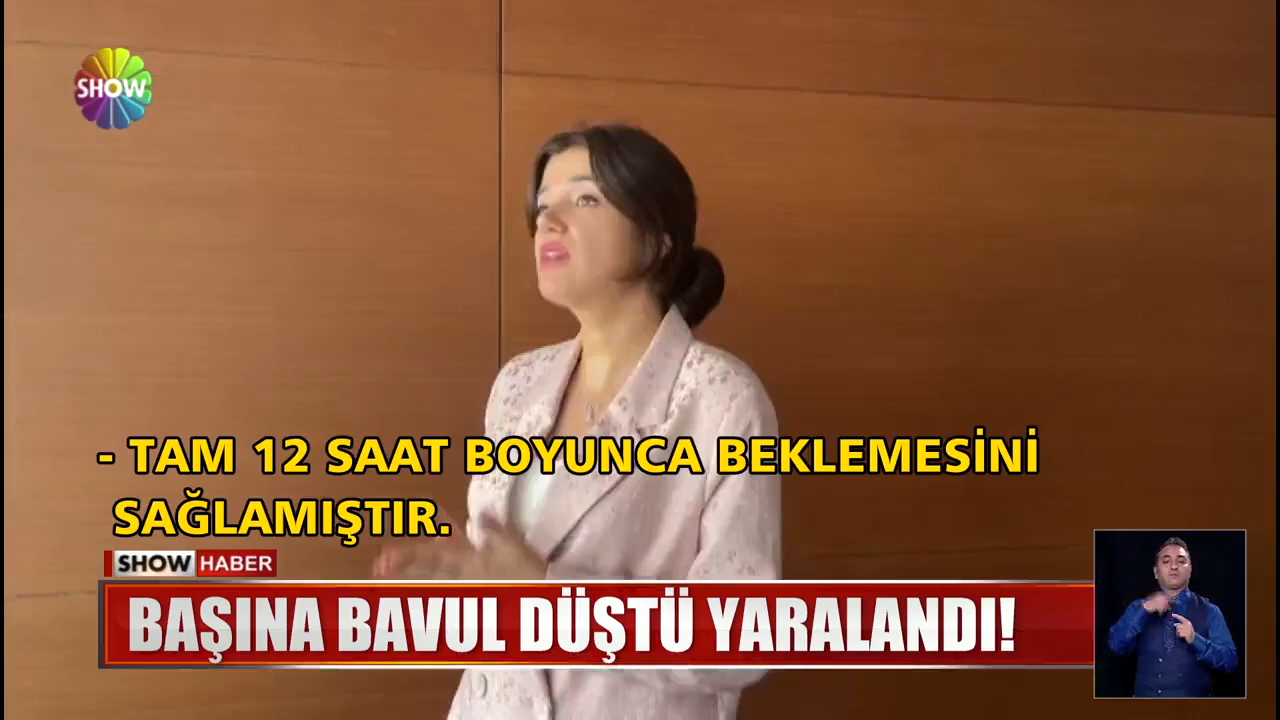 SHOW
- TAM 12 SAAT BOYUNCA BEKLEMESİNİ
SAĞLAMIŞTIR.
SHOW HABER
BAŞINA BAVUL DÜŞTÜ YARALANDI!